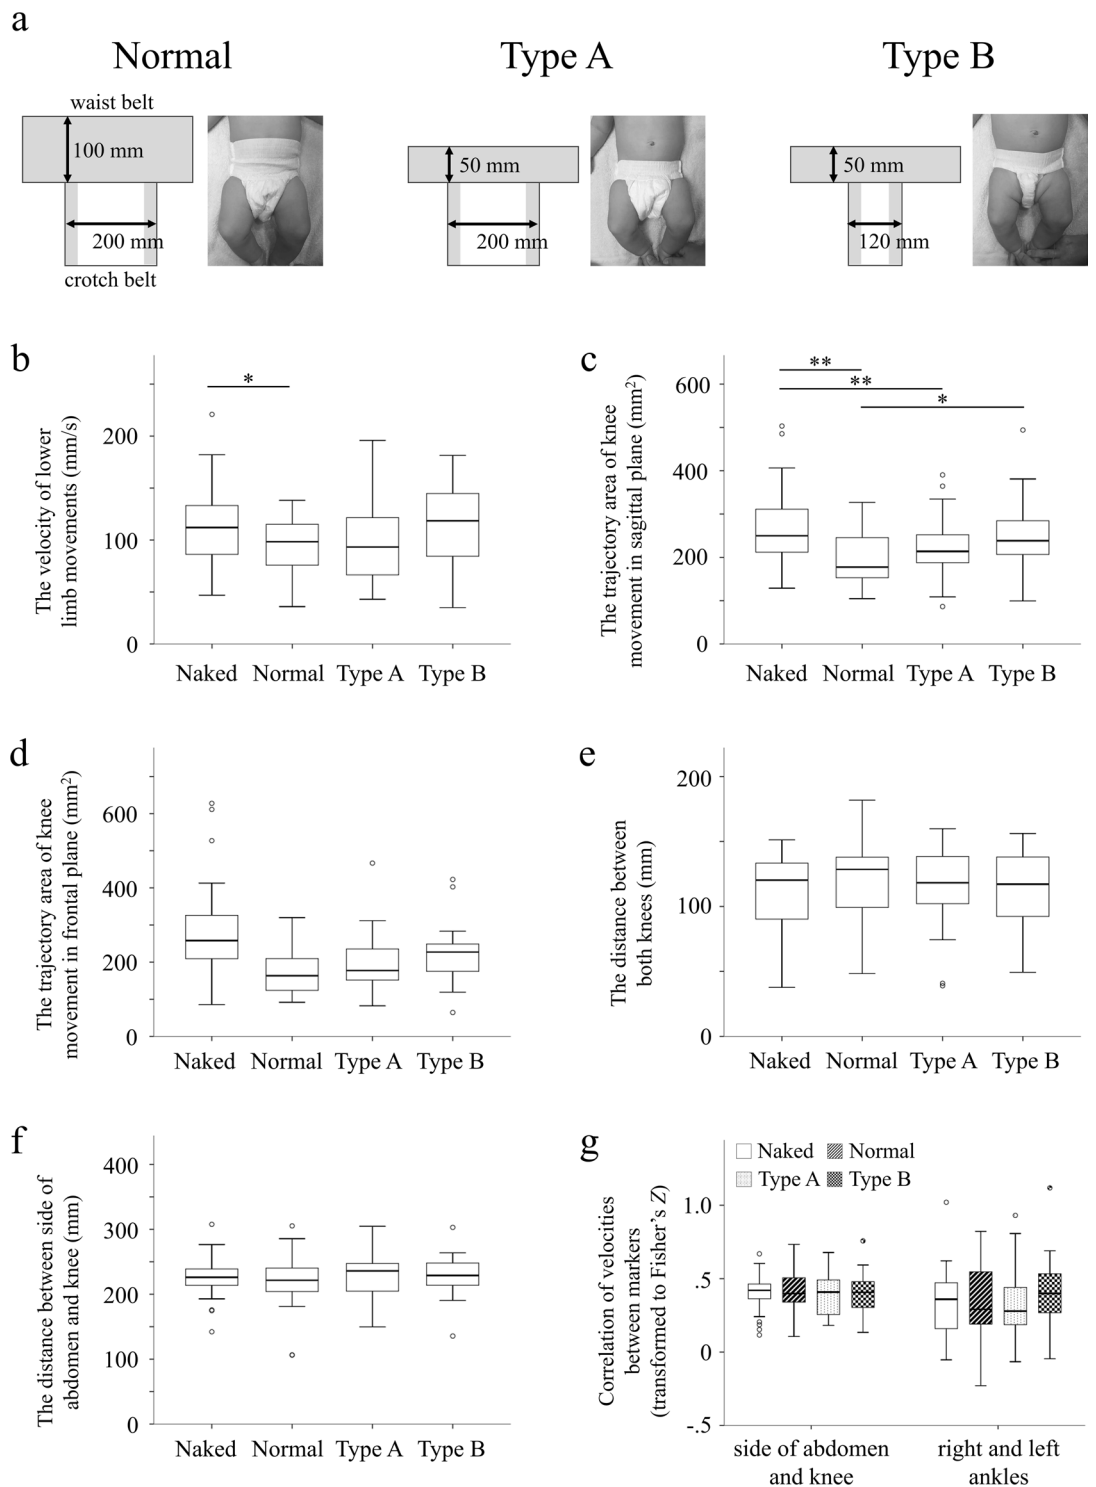 a
Normal
Type A
Type B
waist belt
100 mm
200 mm
crotch belt
50 mm
200 mm
50 mm
120 mm
b
The velocity of lower
limb movements (mm/s)
200
100
0
*
Naked Normal Type A Type B
c
The trajectory area of knee
movement in sagittal plane (mm²)
600
400
200
0
**
**
*
Naked Normal Type A Type B
d
The trajectory area of knee
movement in frontal plane (mm²)
600
400
200
0
Naked Normal Type A Type B
e
The distance between
both knees (mm)
200
100
0
Naked Normal Type A Type B
f
The distance between side of
abdomen and knee (mm)
400
300
200
100
0
Naked Normal Type A Type B
g
Naked Normal
Type A Type B
Correlation of velocities
between markers
(transformed to Fisher's Z)
1.0
.5
0
-.5
side of abdomen
and knee
right and left
ankles